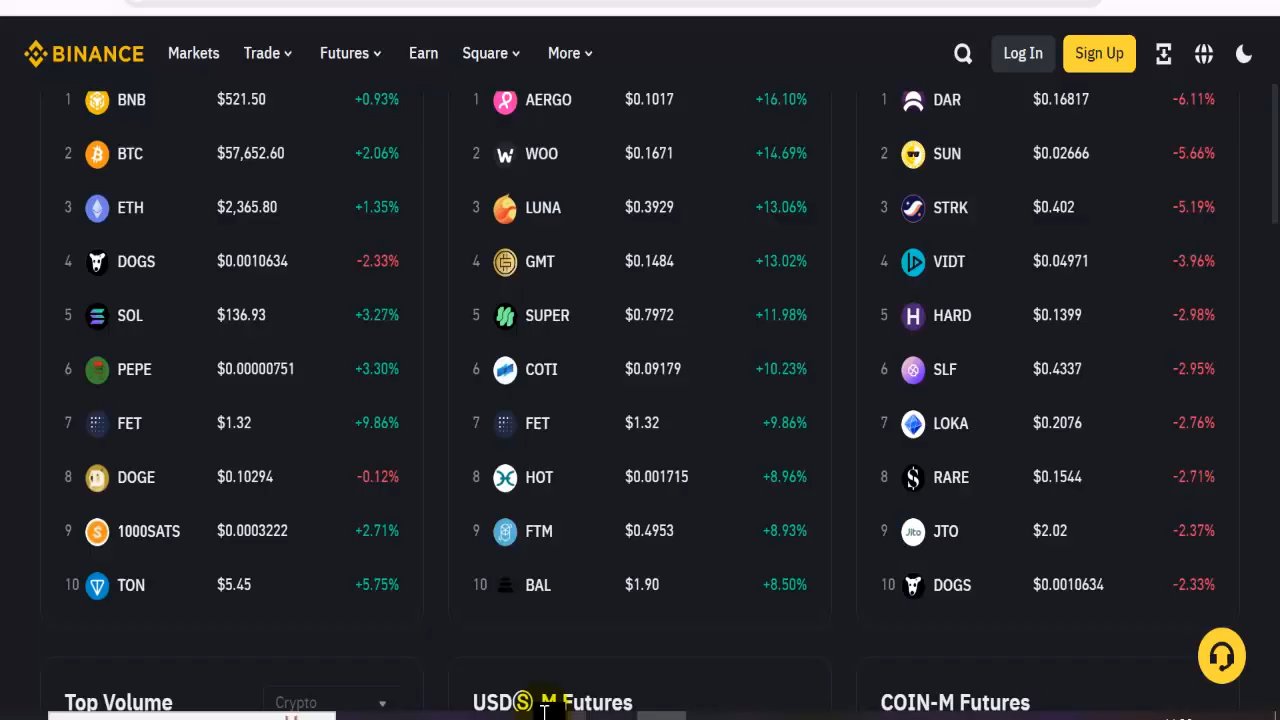 BINANCE Markets Trade Futures Earn Square More Log In Sign Up
1 BNB $521.50 +0.93%
2 BTC $57,652.60 +2.06%
3 ETH $2,365.80 +1.35%
4 DOGS $0.0010634 -2.33%
5 SOL $136.93 +3.27%
6 PEPE $0.00000751 +3.30%
7 FET $1.32 +9.86%
8 DOGE $0.10294 -0.12%
9 1000SATS $0.0003222 +2.71%
10 TON $5.45 +5.75%
1 AERGO $0.1017 +16.10%
2 WOO $0.1671 +14.69%
3 LUNA $0.3929 +13.06%
4 GMT $0.1484 +13.02%
5 SUPER $0.7972 +11.98%
6 COTI $0.09179 +10.23%
7 FET $1.32 +9.86%
8 HOT $0.001715 +8.96%
9 FTM $0.4953 +8.93%
10 BAL $1.90 +8.50%
1 DAR $0.16817 -6.11%
2 SUN $0.02666 -5.66%
3 STRK $0.402 -5.19%
4 VIDT $0.04971 -3.96%
5 HARD $0.1399 -2.98%
6 SLF $0.4337 -2.95%
7 LOKA $0.2076 -2.76%
8 RARE $0.1544 -2.71%
9 Jito JTO $2.02 -2.37%
10 DOGS $0.0010634 -2.33%
Top Volume Crypto
USDⓈ-M Futures
COIN-M Futures